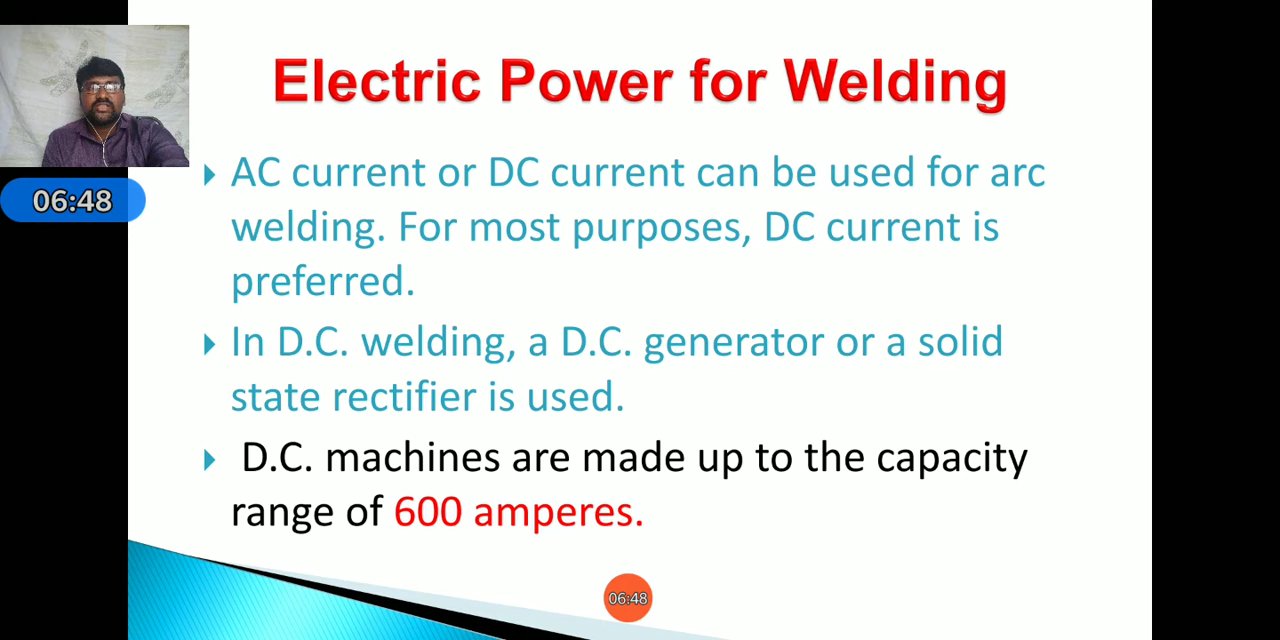 Electric Power for Welding
AC current or DC current can be used for arc
welding. For most purposes, DC current is
preferred.
In D.C. welding, a D.C. generator or a solid
state rectifier is used.
D.C. machines are made up to the capacity
range of 600 amperes.
06:48
06:48